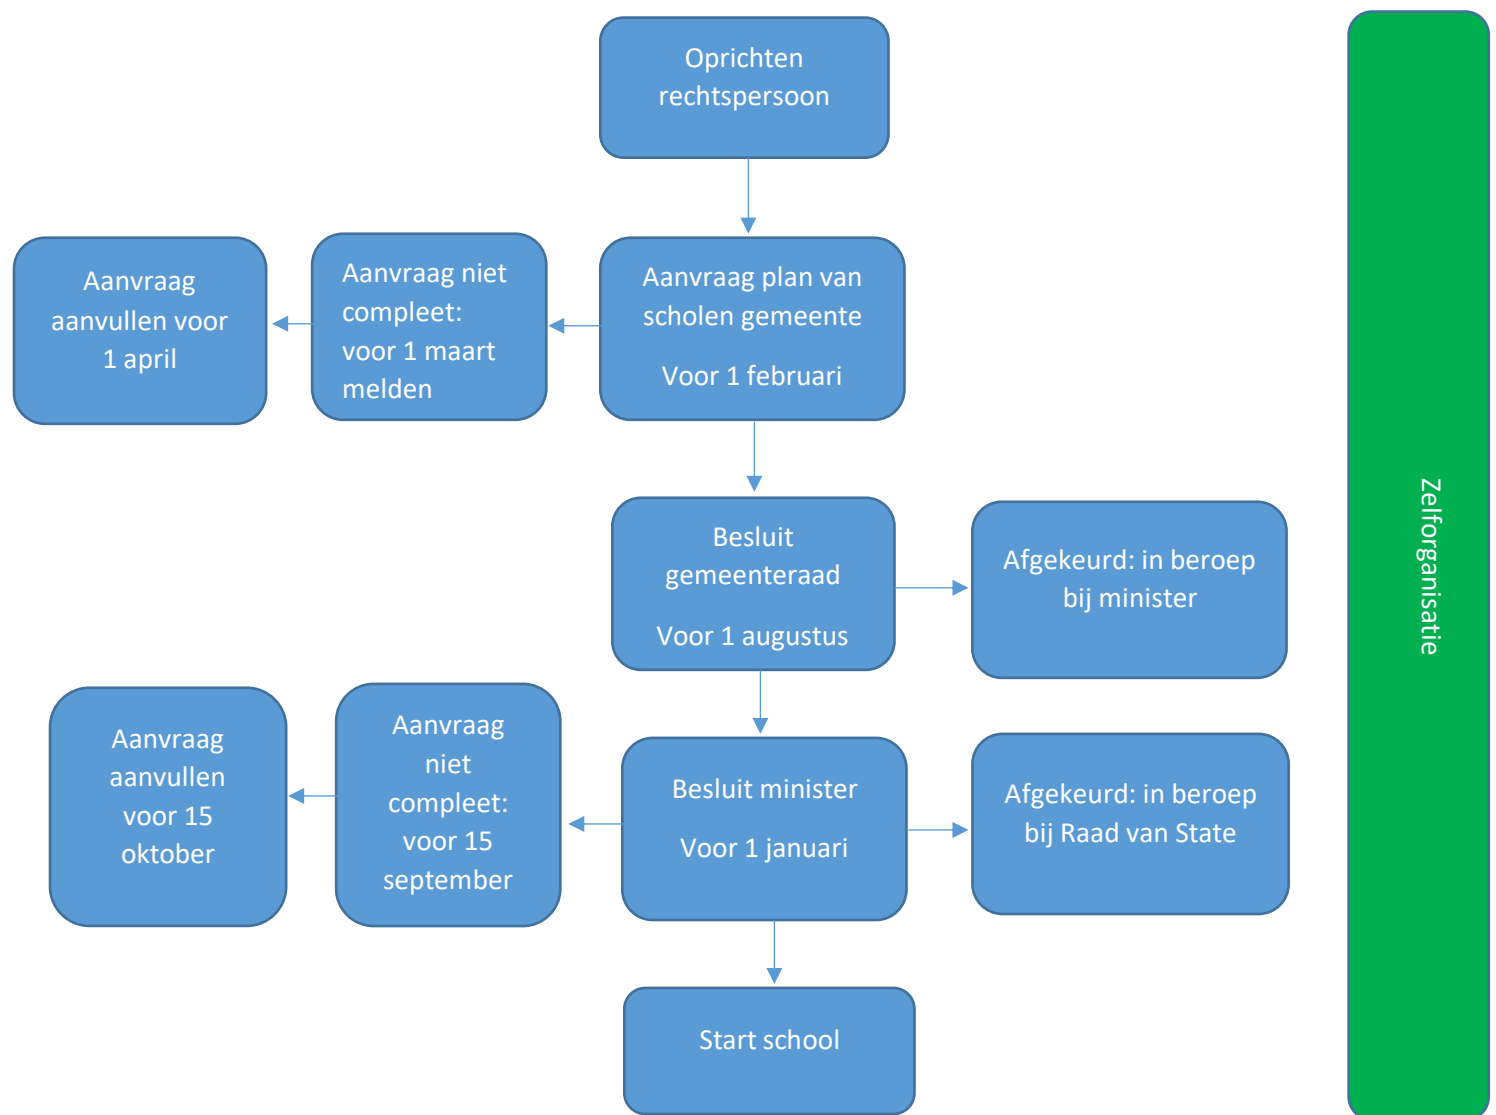 Oprichten
rechtspersoon
Aanvraag plan van
scholen gemeente
Voor 1 februari
Aanvraag niet
compleet:
voor 1 maart
melden
Aanvraag
aanvullen voor
1 april
Besluit
gemeenteraad
Voor 1 augustus
Afgekeurd: in beroep
bij minister
Besluit minister
Voor 1 januari
Aanvraag
niet
compleet:
voor 15
september
Aanvraag
aanvullen
voor 15
oktober
Afgekeurd: in beroep
bij Raad van State
Start school
Zelforganisatie